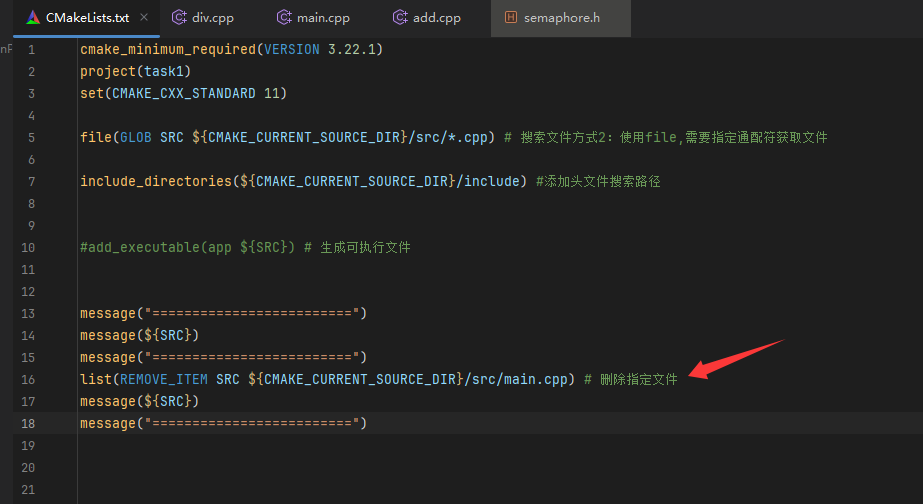 CMakeLists.txt × div.cpp main.cpp add.cpp semaphore.h
1 cmake_minimum_required(VERSION 3.22.1)
2 project(task1)
3 set(CMAKE_CXX_STANDARD 11)
4
5 file(GLOB SRC ${CMAKE_CURRENT_SOURCE_DIR}/src/*.cpp) # 搜索文件方式2: 使用file,需要指定通配符获取文件
6
7 include_directories(${CMAKE_CURRENT_SOURCE_DIR}/include) #添加头文件搜索路径
8
9
10 #add_executable(app ${SRC}) # 生成可执行文件
11
12
13 message("=========================")
14 message(${SRC})
15 message("=========================")
16 list(REMOVE_ITEM SRC ${CMAKE_CURRENT_SOURCE_DIR}/src/main.cpp) # 删除指定文件
17 message(${SRC})
18 message("=========================")
19
20
21